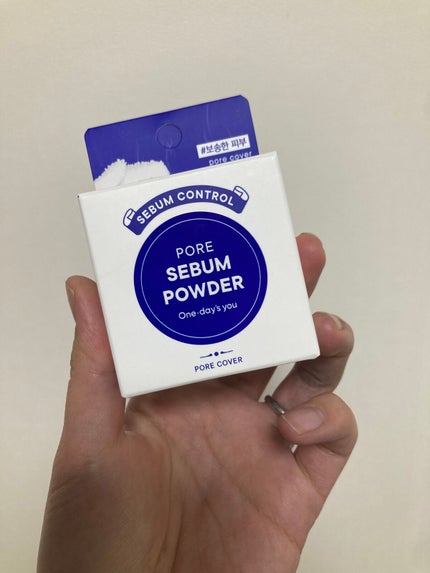 #보송한 피부
pore cover
SEBUM CONTROL
PORE
SEBUM
POWDER
One-day's you
PORE COVER